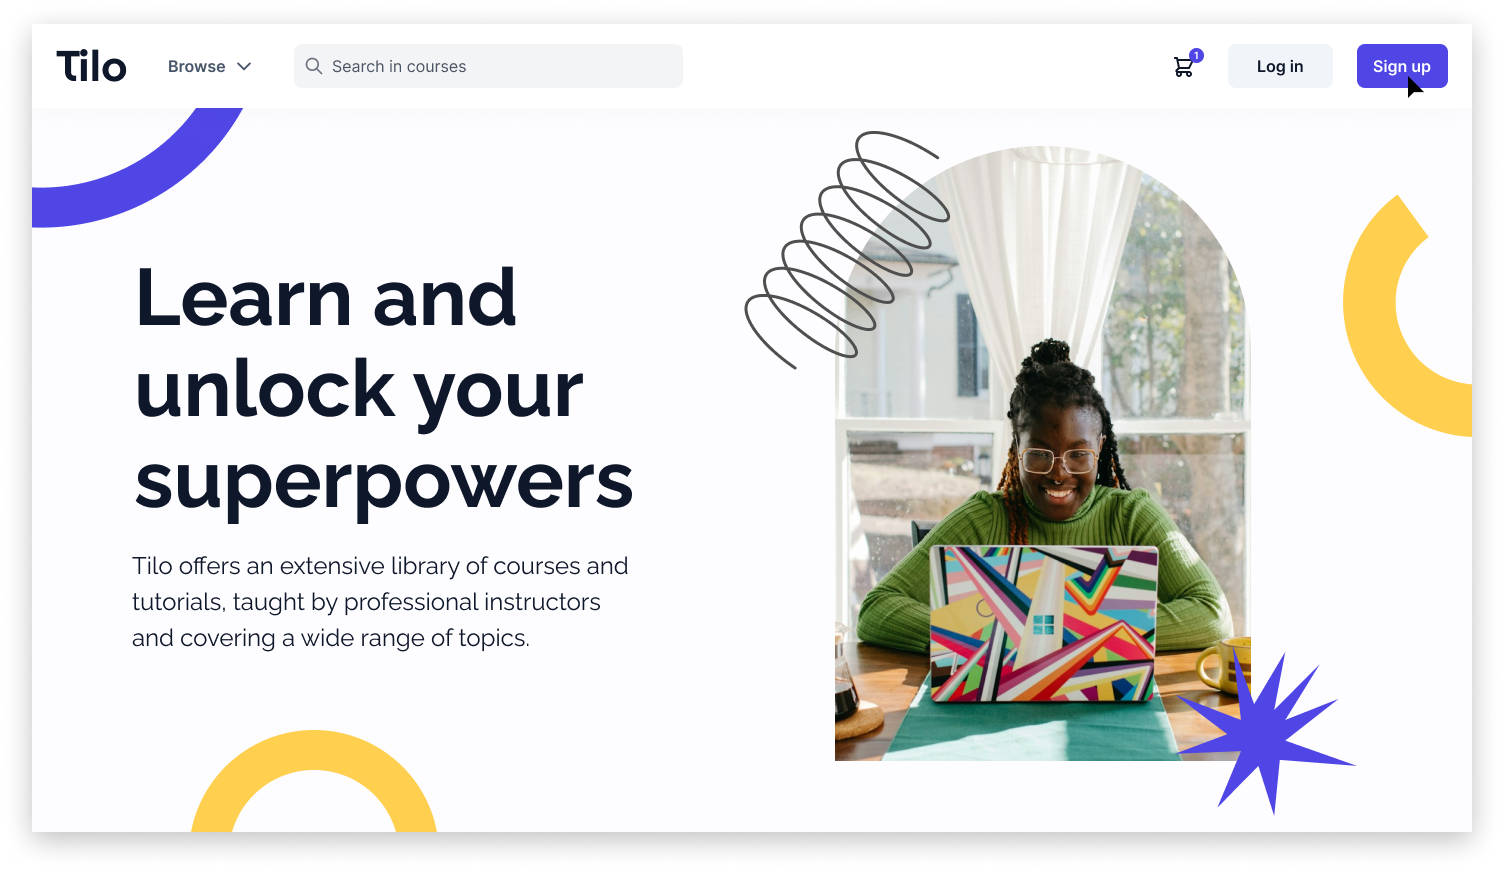 Tilo
Browse
Search in courses
1
Log in
Sign up
Learn and
unlock your
superpowers
Tilo offers an extensive library of courses and
tutorials, taught by professional instructors
and covering a wide range of topics.